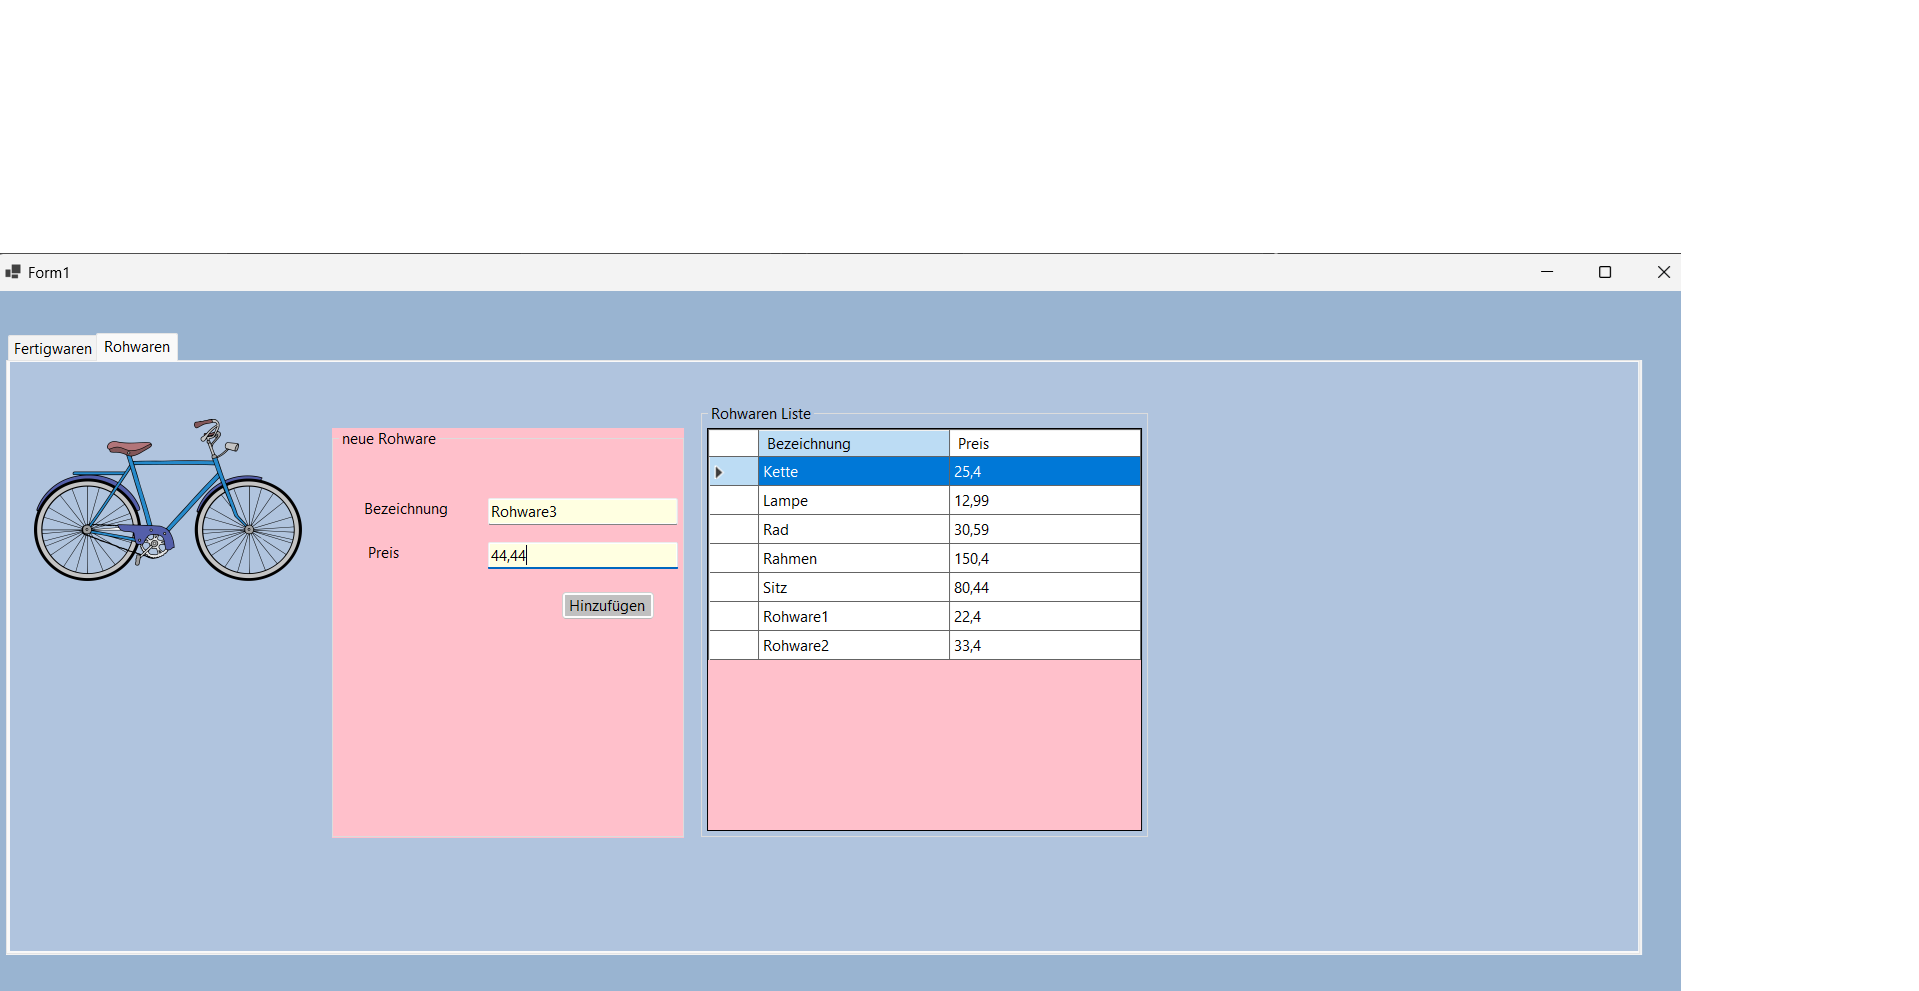 Form1
Fertigwaren Rohwaren
neue Rohware
Bezeichnung Rohware3
Preis 44,44
Hinzufügen
Rohwaren Liste
Bezeichnung Preis
Kette 25,4
Lampe 12,99
Rad 30,59
Rahmen 150,4
Sitz 80,44
Rohware1 22,4
Rohware2 33,4